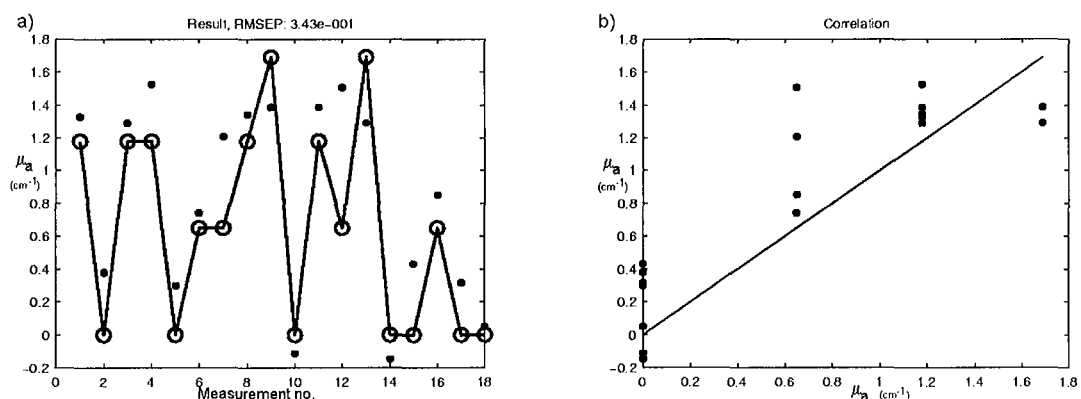 a)
Result, RMSEP: 3.43e-001
1.8
1.6
1.4
1.2
μa
(cm-1)
0.8
0.6
0.4
0.2
0
-0.2
0 2 4 6 8 10 12 14 16 18
Measurement no.
b)
Correlation
1.8
1.6
1.4
1.2
μa
(cm-1)
0.8
0.6
0.4
0.2
0
-0.2
0 0.2 0.4 0.6 0.8 1 1.2 1.4 1.6 1.8
μa (cm-1)